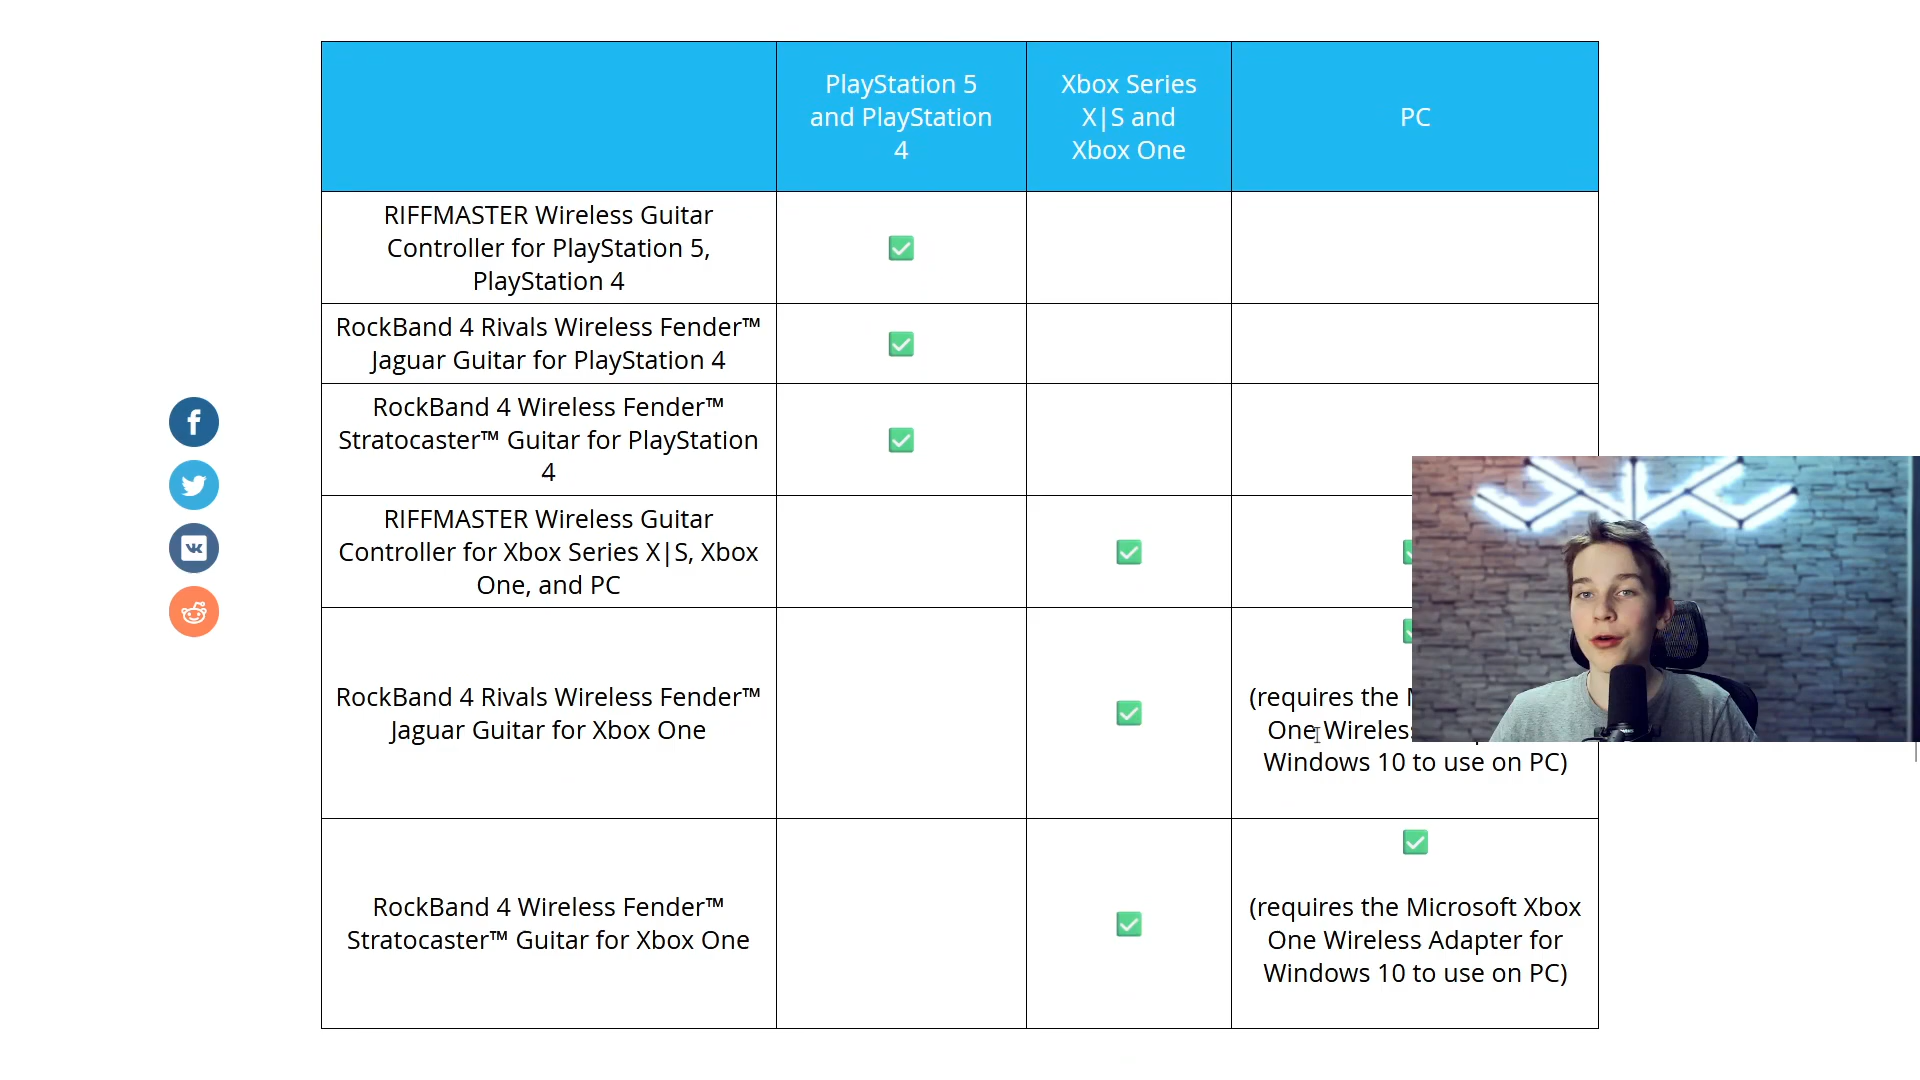 PlayStation 5
and PlayStation
4
Xbox Series
X|S and
Xbox One
PC
RIFFMASTER Wireless Guitar
Controller for PlayStation 5,
PlayStation 4
RockBand 4 Rivals Wireless Fender™
Jaguar Guitar for PlayStation 4
RockBand 4 Wireless Fender™
Stratocaster™ Guitar for PlayStation
4
RIFFMASTER Wireless Guitar
Controller for Xbox Series X|S, Xbox
One, and PC
RockBand 4 Rivals Wireless Fender™
Jaguar Guitar for Xbox One
(requires the
One Wireless
Windows 10 to use on PC)
RockBand 4 Wireless Fender™
Stratocaster™ Guitar for Xbox One
(requires the Microsoft Xbox
One Wireless Adapter for
Windows 10 to use on PC)